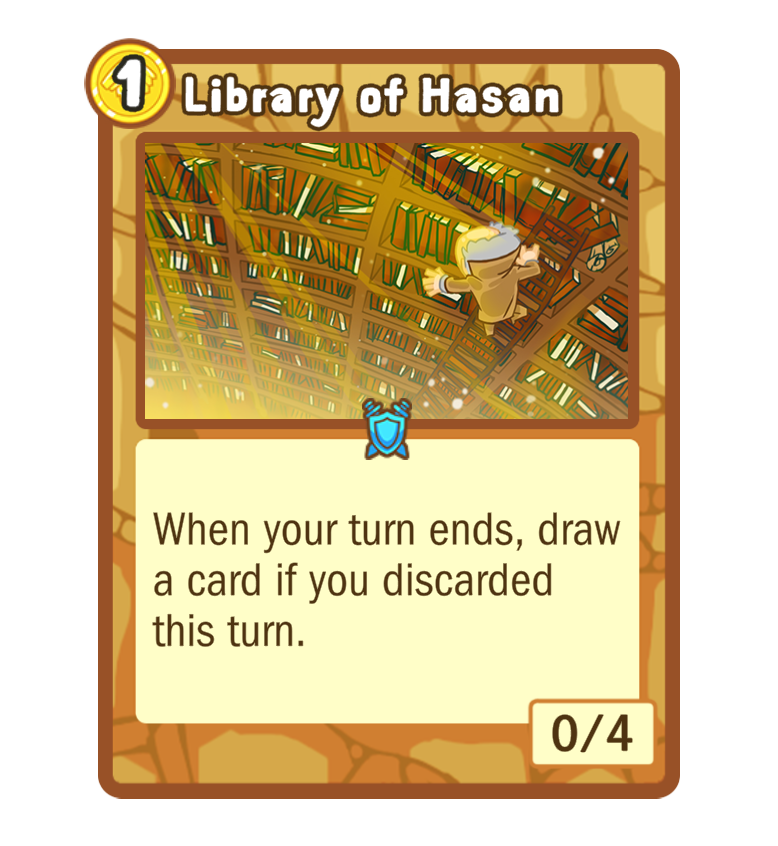 1
Library of Hasan
When your turn ends, draw
a card if you discarded
this turn.
0/4